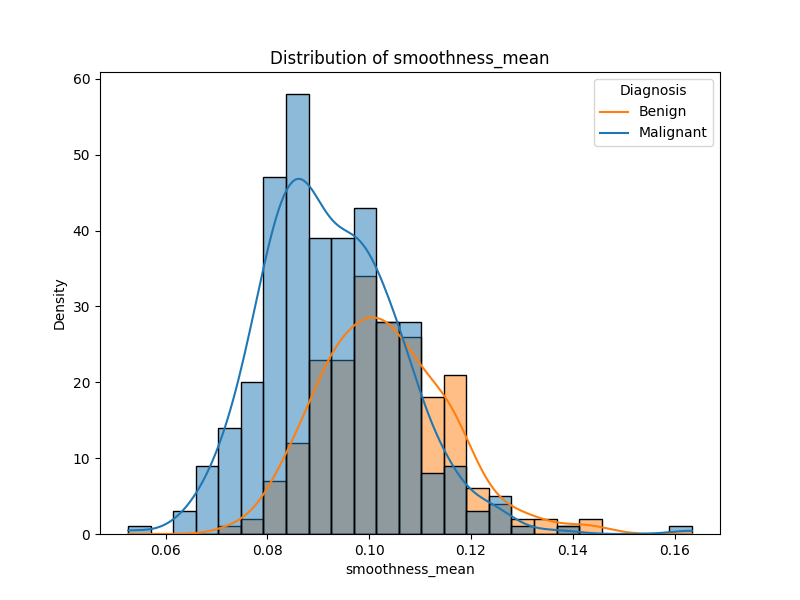 Distribution of smoothness_mean
Diagnosis
Benign
Malignant
60
50
40
30
20
10
0
Density
0.06 0.08 0.10 0.12 0.14 0.16
smoothness_mean